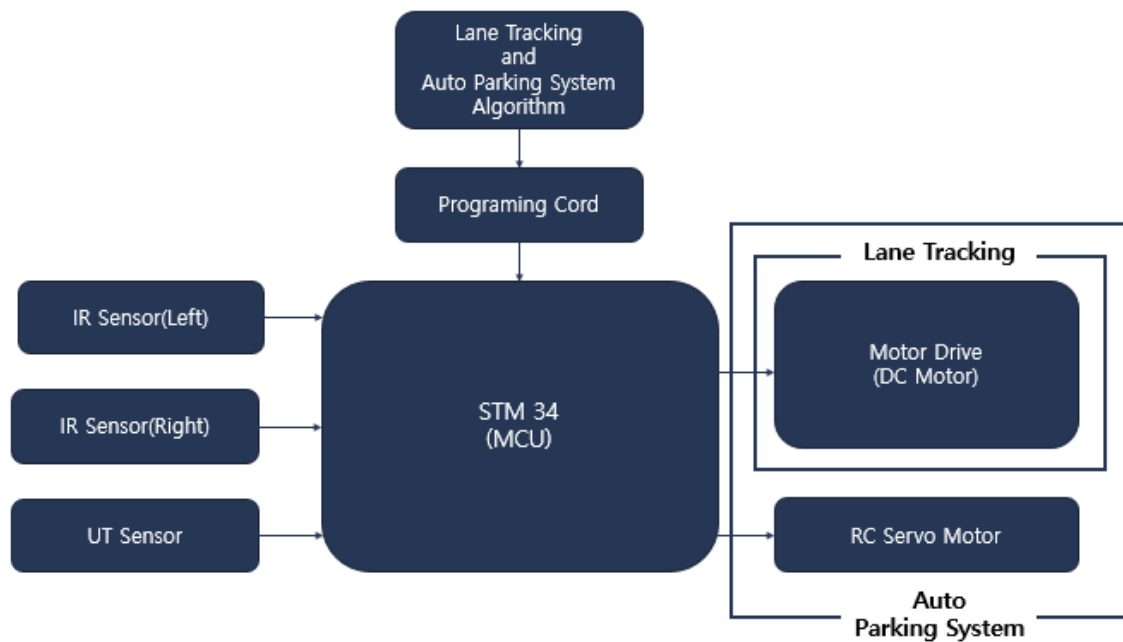 Lane Tracking
and
Auto Parking System
Algorithm
Programing Cord
IR Sensor(Left)
IR Sensor(Right)
UT Sensor
STM 34
(MCU)
Lane Tracking
Motor Drive
(DC Motor)
RC Servo Motor
Auto
Parking System